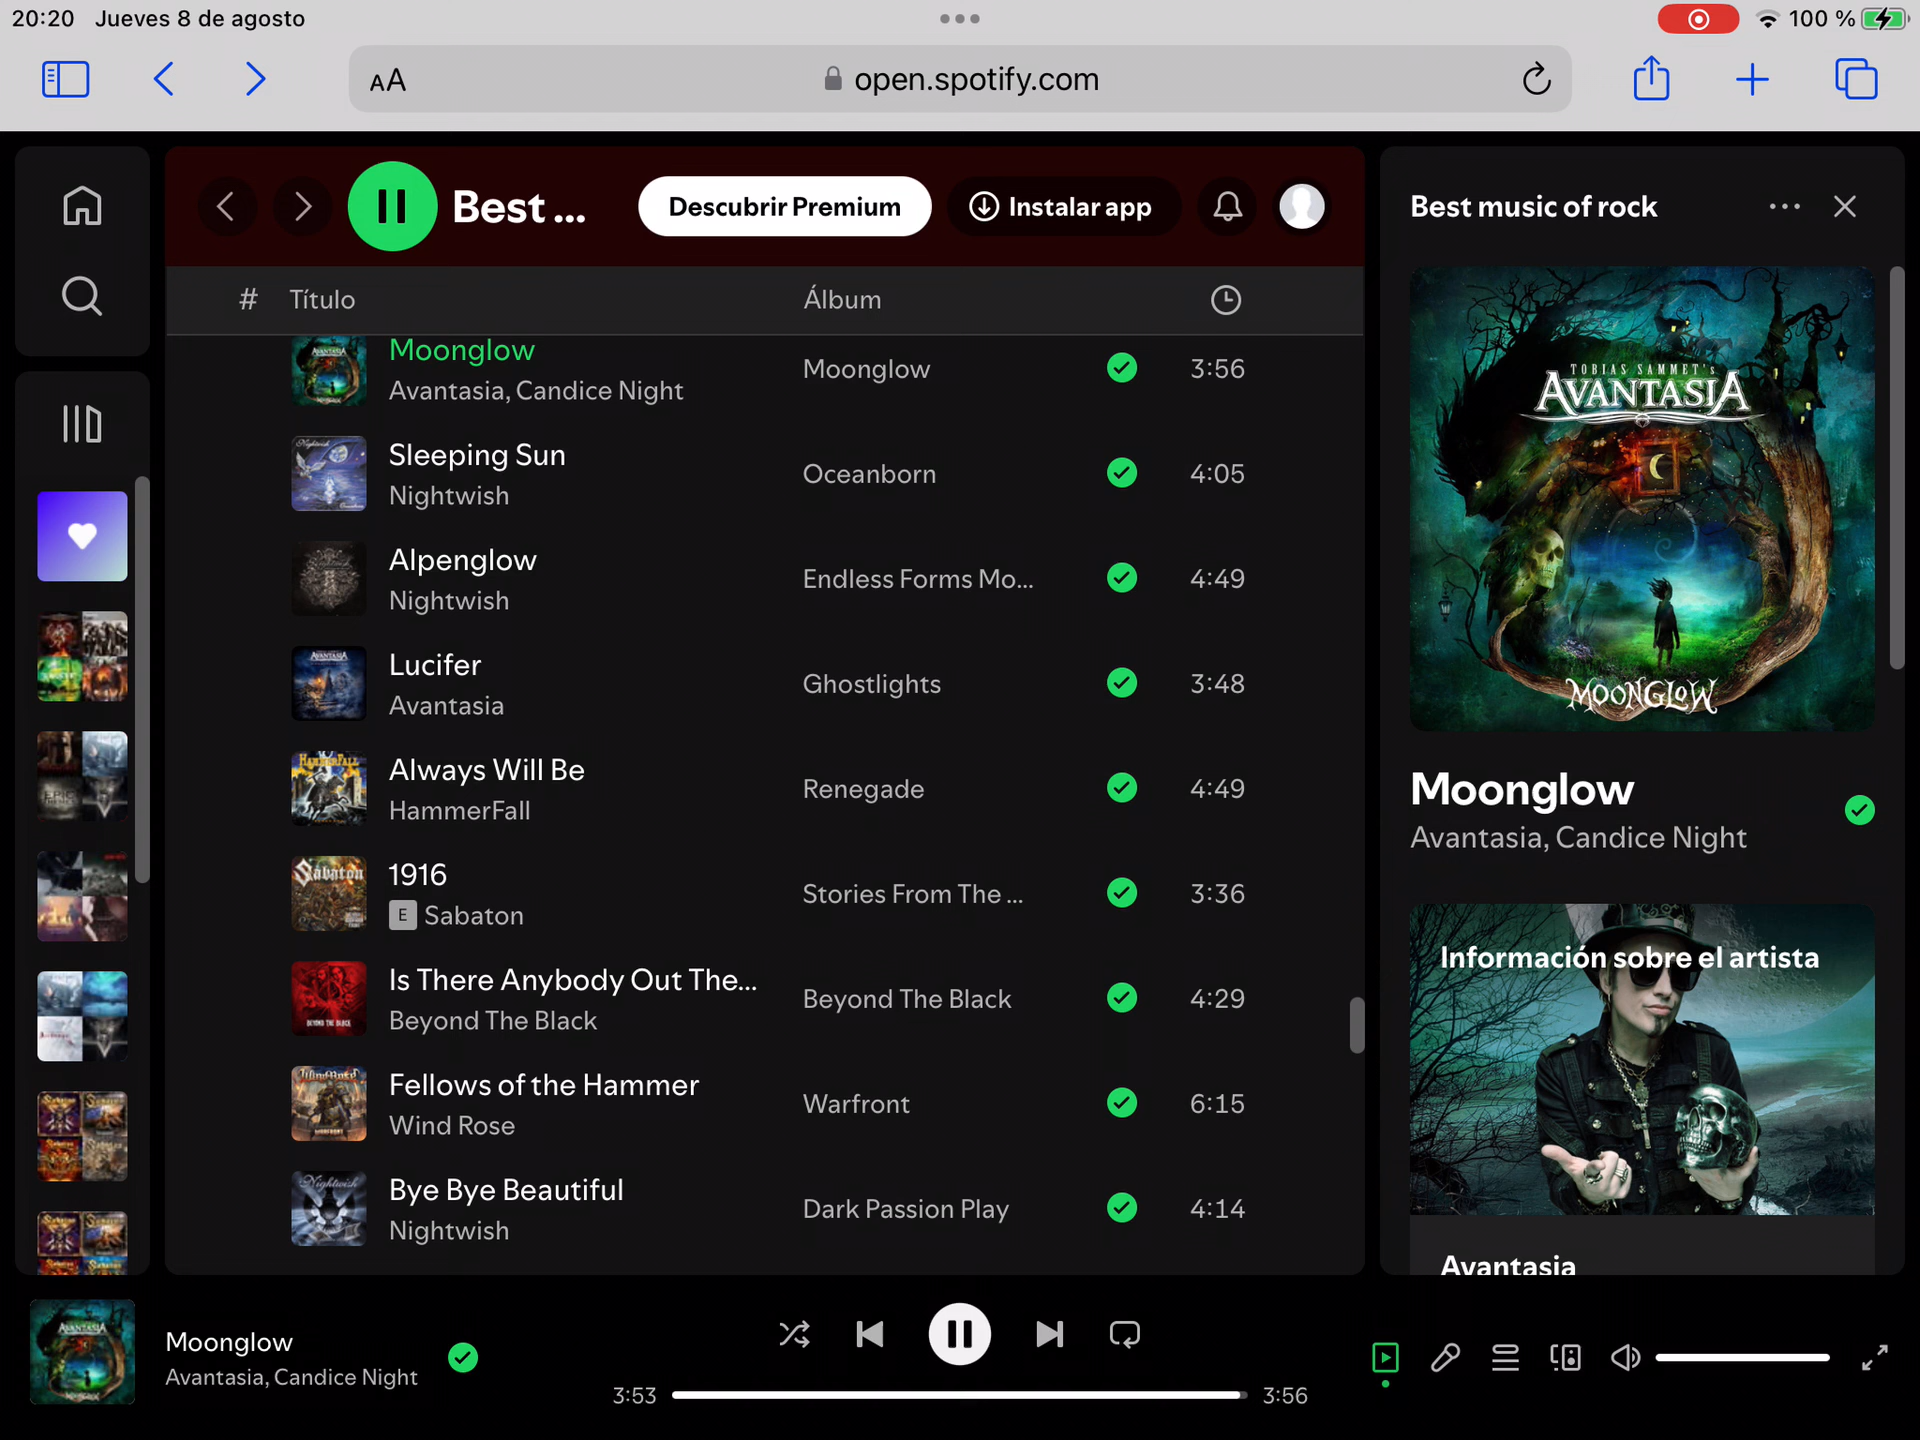 20:20 Jueves 8 de agosto
100 %
AA
open.spotify.com
Best ...
Descubrir Premium
Instalar app
# Título Álbum
Moonglow
Avantasia, Candice Night
Moonglow
3:56
Sleeping Sun
Nightwish
Oceanborn
4:05
Alpenglow
Nightwish
Endless Forms Mo...
4:49
Lucifer
Avantasia
Ghostlights
3:48
Always Will Be
HammerFall
Renegade
4:49
1916
E Sabaton
Stories From The ...
3:36
Is There Anybody Out The...
Beyond The Black
Beyond The Black
4:29
Fellows of the Hammer
Wind Rose
Warfront
6:15
Bye Bye Beautiful
Nightwish
Dark Passion Play
4:14
Best music of rock
TOBIAS SAMMET's
AVANTASIA
MOONGLOW
Moonglow
Avantasia, Candice Night
Información sobre el artista
Avantasia
Moonglow
Avantasia, Candice Night
3:53
3:56